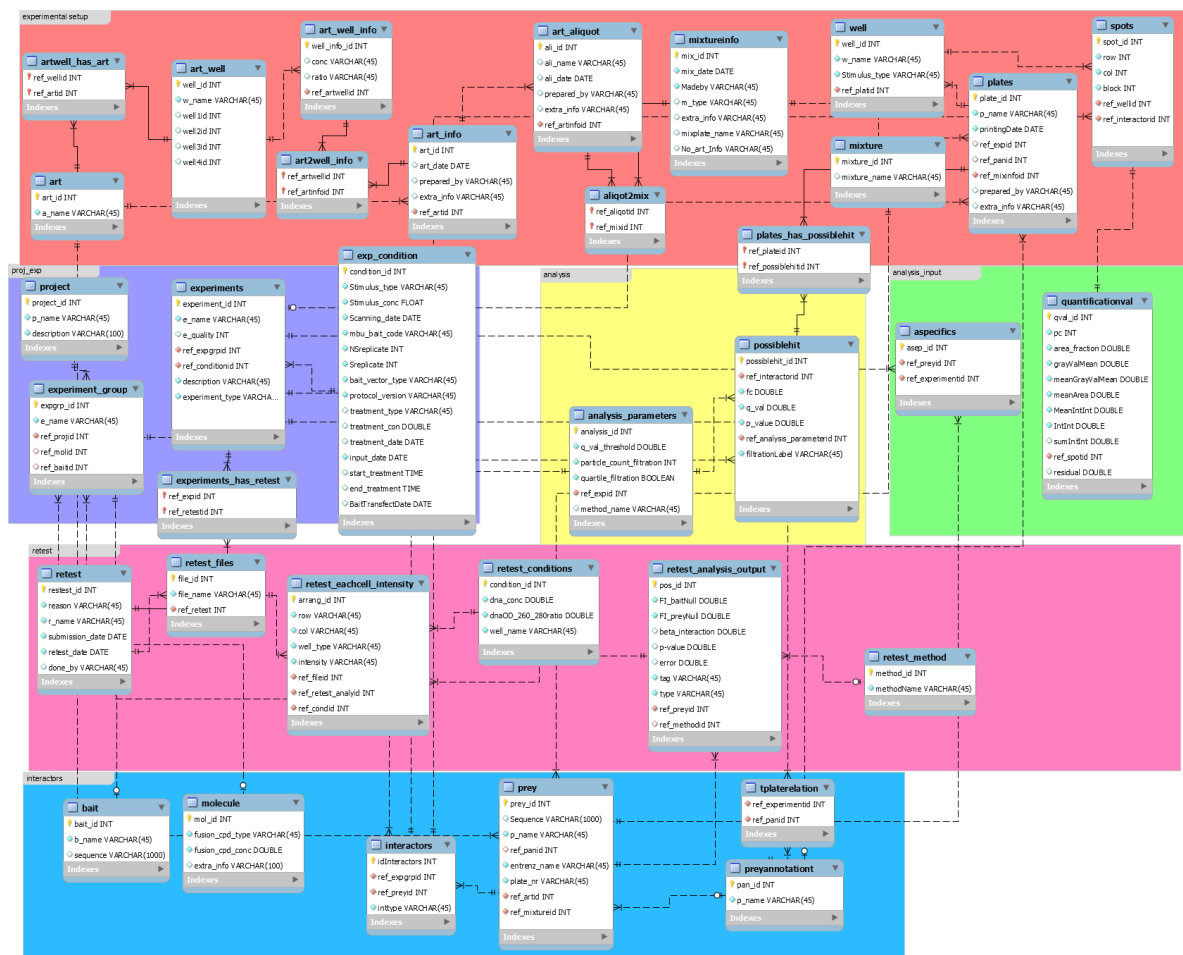 experimental setup
artwell_has_art
ref_wellid INT
ref_artid INT
Indexes
art_well
well_id INT
w_name VARCHAR(45)
well1id INT
well2id INT
well3id INT
well4id INT
Indexes
art_well_info
well_info_id INT
conc VARCHAR(45)
ratio VARCHAR(45)
ref_artwellid INT
Indexes
art
art_id INT
a_name VARCHAR(45)
Indexes
art2well_info
ref_artwellid INT
ref_artinfoid INT
Indexes
art_info
art_id INT
art_date DATE
prepared_by VARCHAR(45)
extra_info VARCHAR(45)
ref_artid INT
Indexes
art_aliquot
ali_id INT
ali_name VARCHAR(45)
ali_date DATE
prepared_by VARCHAR(45)
extra_info VARCHAR(45)
ref_artinfoid INT
Indexes
mixtureinfo
mix_id INT
mix_date DATE
Madeby VARCHAR(45)
m_type VARCHAR(45)
extra_info VARCHAR(45)
mixplate_name VARCHAR(45)
No_art_Info VARCHAR(45)
Indexes
aliqot2mix
ref_aliqotid INT
ref_mixid INT
Indexes
well
well_id INT
w_name VARCHAR(45)
Stimulus_type VARCHAR(45)
ref_platid INT
Indexes
mixture
mixture_id INT
mixture_name VARCHAR(45)
Indexes
plates
plate_id INT
p_name VARCHAR(45)
printingDate DATE
ref_expid INT
ref_panid INT
ref_mixinfoid INT
prepared_by VARCHAR(45)
extra_info VARCHAR(45)
Indexes
spots
spot_id INT
row INT
col INT
block INT
ref_wellid INT
ref_interactorid INT
Indexes
plates_has_possiblehit
ref_plateid INT
ref_possiblehitid INT
Indexes
proj_exp
project
project_id INT
p_name VARCHAR(45)
description VARCHAR(100)
Indexes
experiments
experiment_id INT
e_name VARCHAR(45)
e_quality INT
ref_expgrpid INT
ref_conditionid INT
description VARCHAR(45)
experiment_type VARCHA...
Indexes
exp_condition
condition_id INT
Stimulus_type VARCHAR(45)
Stimulus_conc FLOAT
Scanning_date DATE
mbu_bait_code VARCHAR(45)
NSreplicate INT
Sreplicate INT
bait_vector_type VARCHAR(45)
protocol_version VARCHAR(45)
treatment_type VARCHAR(45)
treatment_con DOUBLE
treatment_date DATE
input_date DATE
start_treatment TIME
end_treatment TIME
BaitTransfectDate DATE
Indexes
experiment_group
expgrp_id INT
e_name VARCHAR(45)
ref_projid INT
ref_molid INT
ref_baitid INT
Indexes
experiments_has_retest
ref_expid INT
ref_retestid INT
Indexes
analysis
analysis_parameters
analysis_id INT
q_val_threshold DOUBLE
particle_count_filtration INT
quartile_filtration BOOLEAN
ref_expid INT
method_name VARCHAR(45)
Indexes
possiblehit
possiblehit_id INT
ref_interactorid INT
fc DOUBLE
q_val DOUBLE
p_value DOUBLE
ref_analysis_parameterid INT
filtrationLabel VARCHAR(45)
Indexes
analysis_input
aspecifics
asep_id INT
ref_preyid INT
ref_experimentid INT
Indexes
quantificationval
qval_id INT
pc INT
area_fraction DOUBLE
grayValMean DOUBLE
meanGrayValMean DOUBLE
meanArea DOUBLE
MeanIntInt DOUBLE
IntInt DOUBLE
sumIntInt DOUBLE
ref_spotid INT
residual DOUBLE
Indexes
retest
retest
restest_id INT
reason VARCHAR(45)
r_name VARCHAR(45)
submission_date DATE
retest_date DATE
done_by VARCHAR(45)
Indexes
retest_files
file_id INT
file_name VARCHAR(45)
ref_retest INT
Indexes
retest_eachcell_intensity
arrang_id INT
row VARCHAR(45)
col VARCHAR(45)
well_type VARCHAR(45)
intensity VARCHAR(45)
ref_fileid INT
ref_retest_analyid INT
ref_condid INT
Indexes
retest_conditions
condition_id INT
dna_conc DOUBLE
dnaOD_260_280ratio DOUBLE
well_name VARCHAR(45)
Indexes
retest_analysis_output
pos_id INT
FI_baitNull DOUBLE
FI_preyNull DOUBLE
beta_interaction DOUBLE
p-value DOUBLE
error DOUBLE
tag VARCHAR(45)
type VARCHAR(45)
ref_preyid INT
ref_methodid INT
Indexes
retest_method
method_id INT
methodName VARCHAR(45)
Indexes
interactors
bait
bait_id INT
b_name VARCHAR(45)
sequence VARCHAR(1000)
Indexes
molecule
mol_id INT
fusion_cpd_type VARCHAR(45)
fusion_cpd_conc DOUBLE
extra_info VARCHAR(100)
Indexes
interactors
idInteractors INT
ref_expgrpid INT
ref_preyid INT
inttype VARCHAR(45)
Indexes
prey
prey_id INT
Sequence VARCHAR(1000)
p_name VARCHAR(45)
ref_panid INT
entrenz_name VARCHAR(45)
plate_nr VARCHAR(45)
ref_artid INT
ref_mixtureid INT
Indexes
tplaterelation
ref_experimentid INT
ref_panid INT
Indexes
preyannotationt
pan_id INT
p_name VARCHAR(45)
Indexes